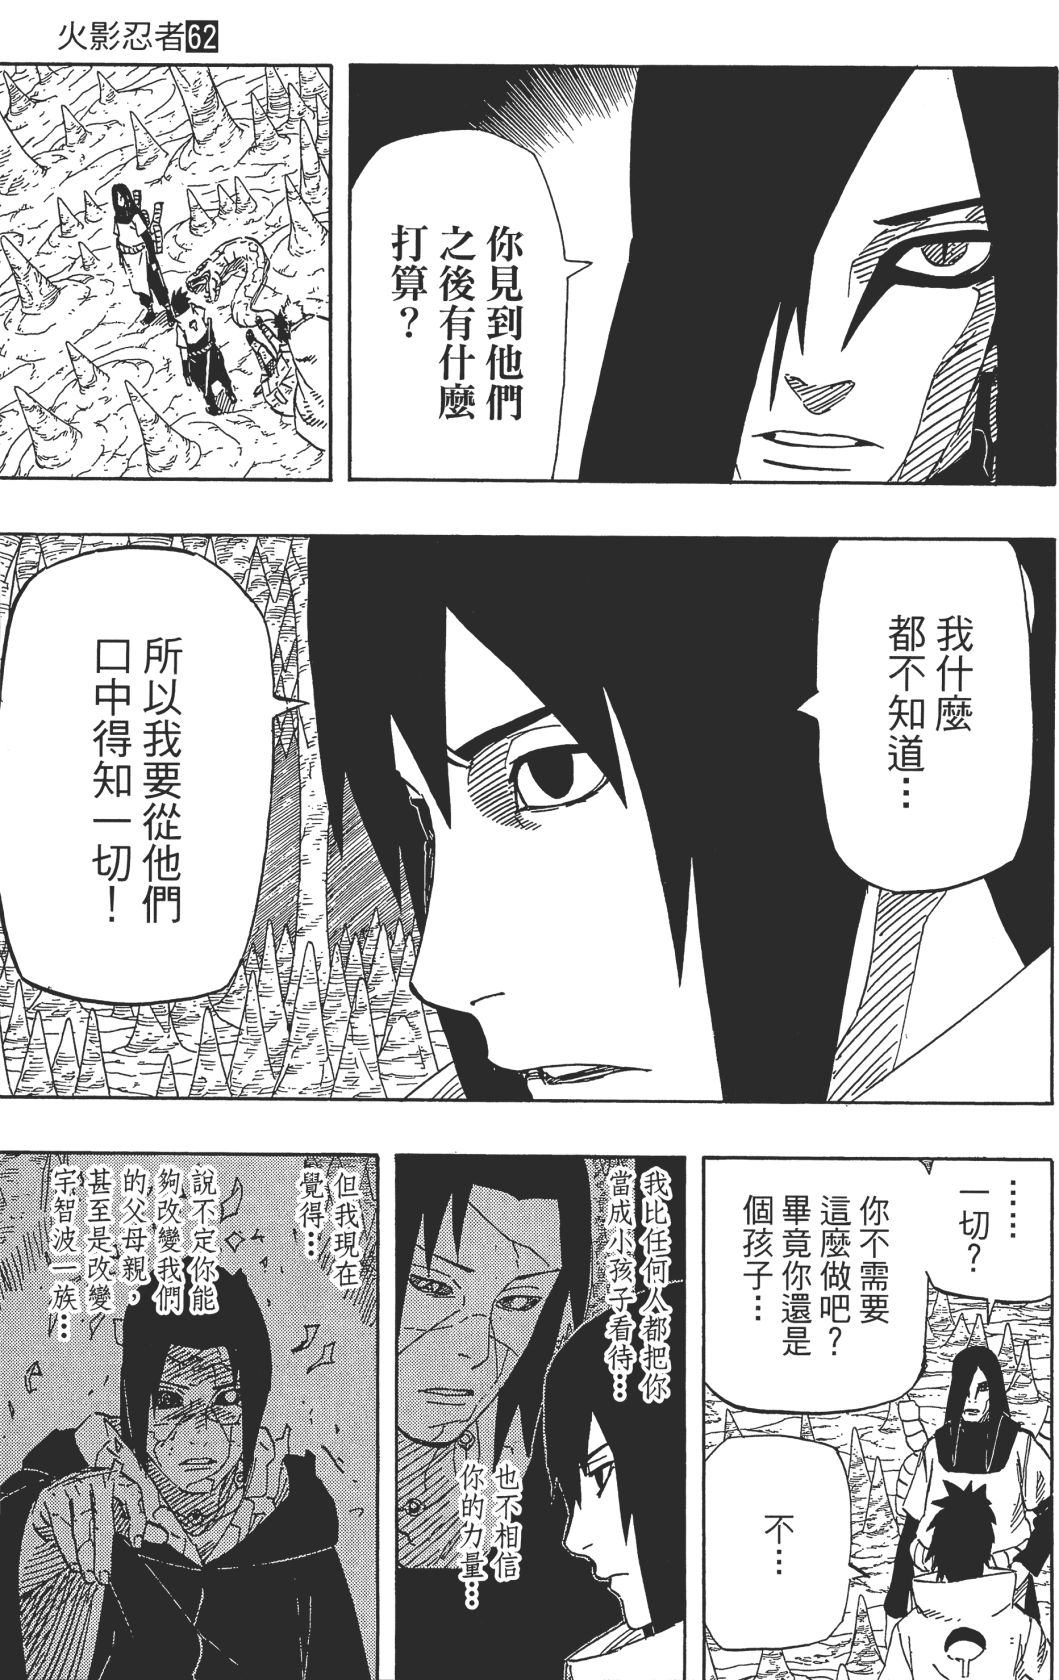 火影忍者62
你見到他們
之後有什麼
打算？
我什麼
都不知道…
所以我要從他們
口中得知一切！
……
一切？
你不需要
這麼做吧？
畢竟你還是
個孩子…
不…
我比任何人都把你
當成小孩子看待…
也不相信
你的力量…
但我現在
覺得…
說不定你能
夠改變我們
的父母親，
甚至是改變
宇智波一族…